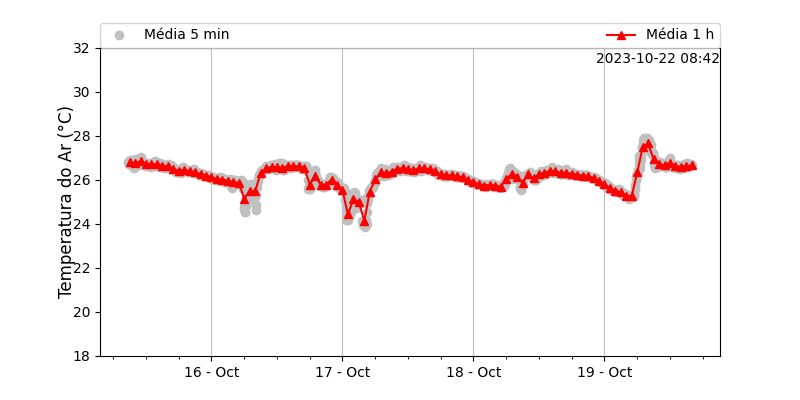 Média 5 min
Média 1 h
2023-10-22 08:42
Temperatura do Ar (°C)
32
30
28
26
24
22
20
18
16 - Oct
17 - Oct
18 - Oct
19 - Oct